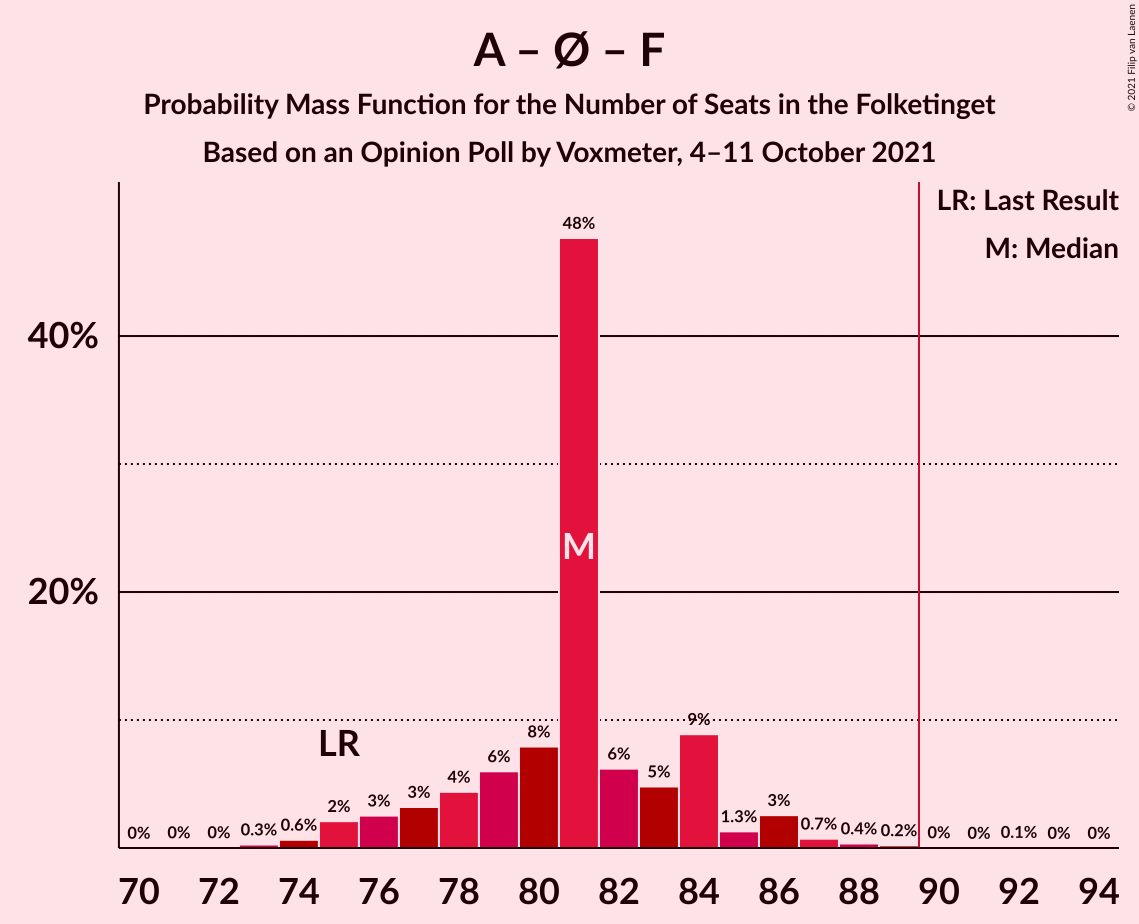 A – Ø – F
Probability Mass Function for the Number of Seats in the Folketinget
Based on an Opinion Poll by Voxmeter, 4–11 October 2021
© 2021 Filip van Laenen
LR: Last Result
M: Median
40%
20%
LR
M
0% 0% 0% 0.3% 0.6% 2% 3% 3% 4% 6% 8% 48% 6% 5% 9% 1.3% 3% 0.7% 0.4% 0.2% 0% 0% 0.1% 0% 0%
70 72 74 76 78 80 82 84 86 88 90 92 94